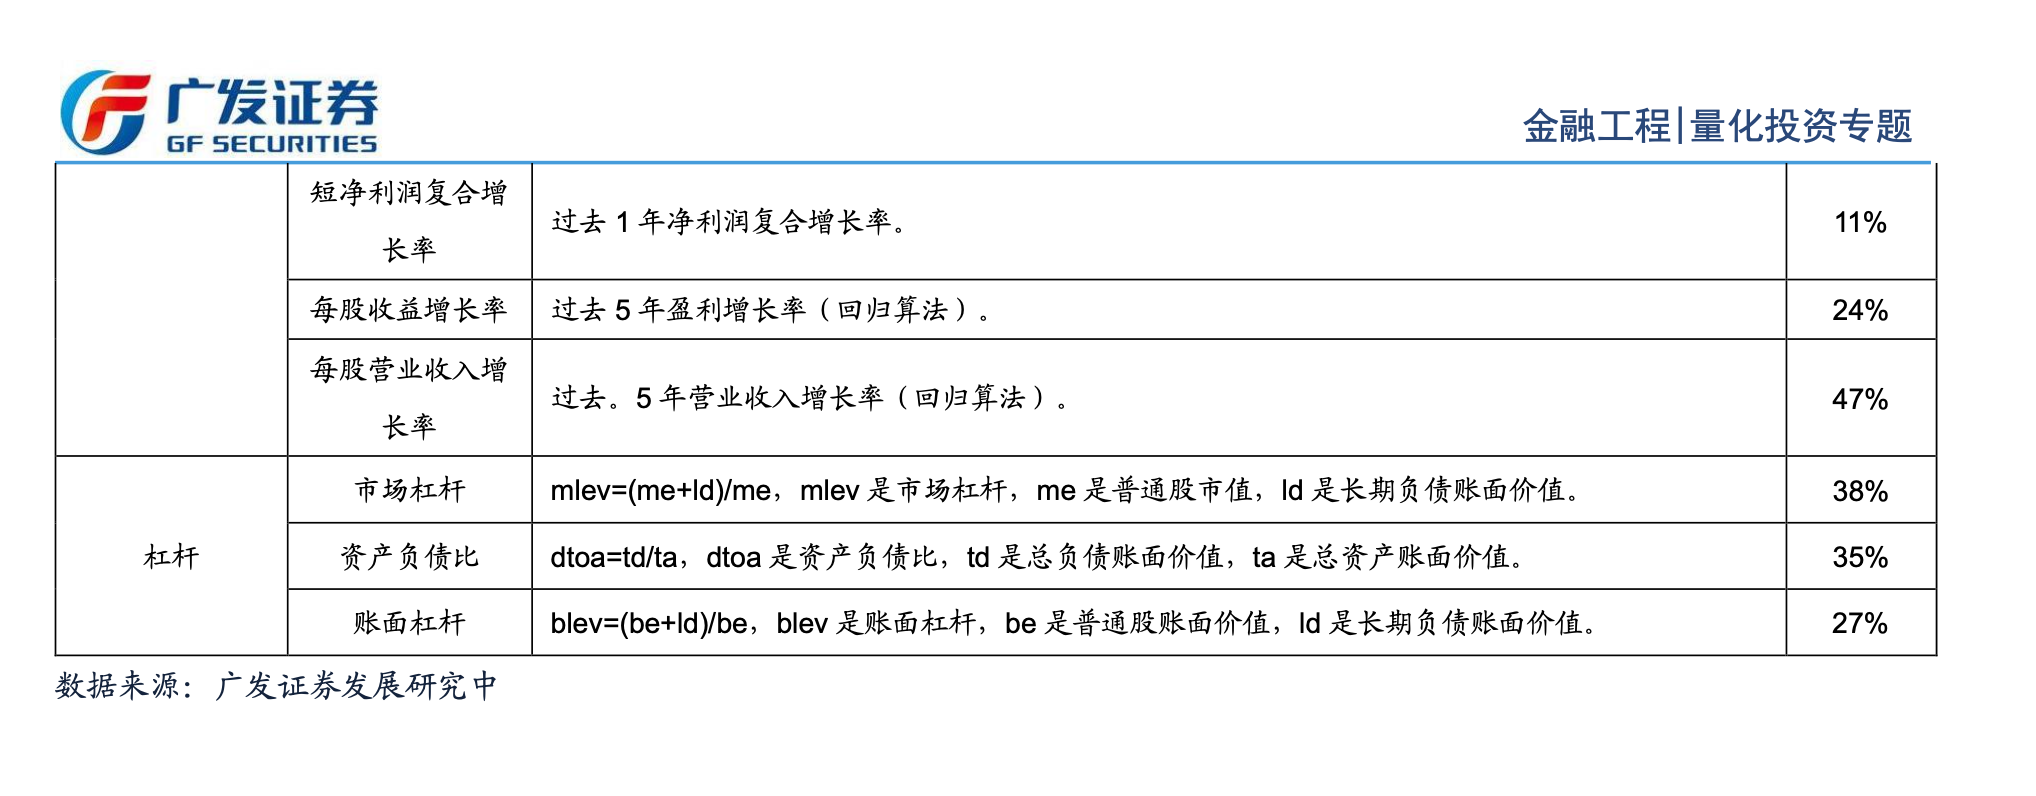 广发证券
GF SECURITIES
金融工程|量化投资专题
短净利润复合增
长率
过去 1 年净利润复合增长率。
11%
每股收益增长率
过去 5 年盈利增长率（回归算法）。
24%
每股营业收入增
长率
过去。5 年营业收入增长率（回归算法）。
47%
杠杆
市场杠杆
mlev=(me+ld)/me，mlev 是市场杠杆，me 是普通股市值，ld 是长期负债账面价值。
38%
资产负债比
dtoa=td/ta，dtoa 是资产负债比，td 是总负债账面价值，ta 是总资产账面价值。
35%
账面杠杆
blev=(be+ld)/be，blev 是账面杠杆，be 是普通股账面价值，ld 是长期负债账面价值。
27%
数据来源：广发证券发展研究中